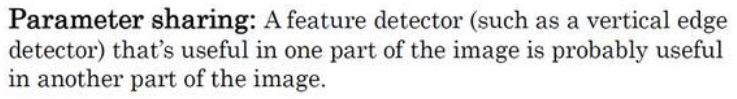 Parameter sharing: A feature detector (such as a vertical edge
detector) that's useful in one part of the image is probably useful
in another part of the image.